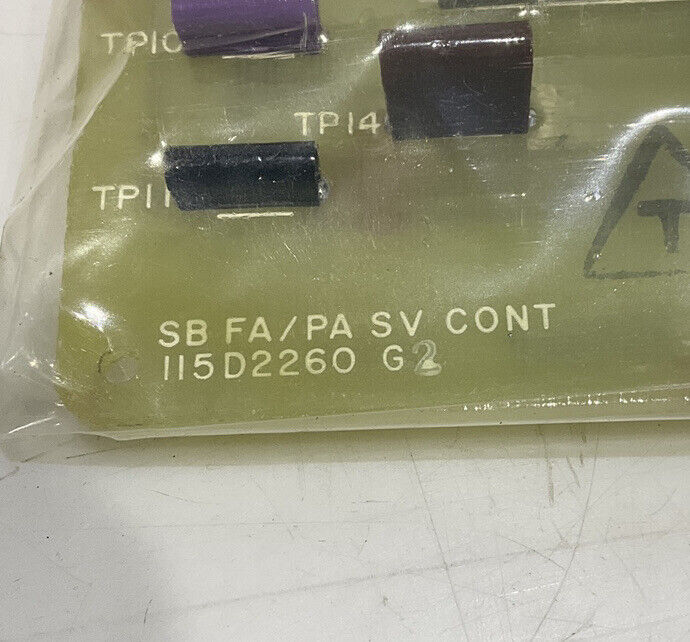 TP10
TP14
TP11
T
SB FA/PA SV CONT
115D2260 G2